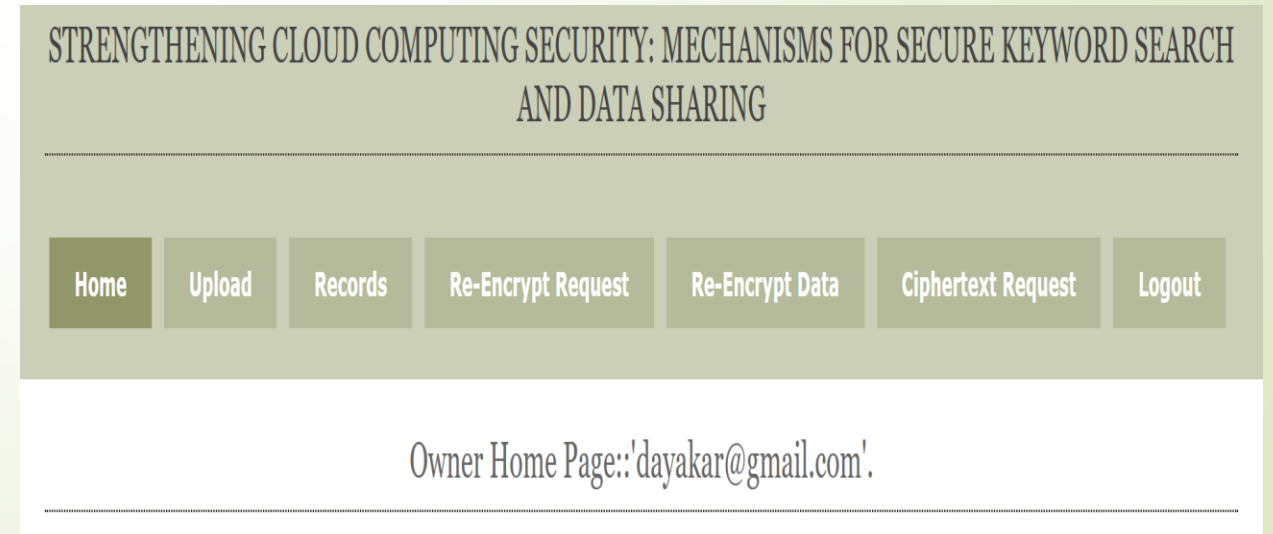 STRENGTHENING CLOUD COMPUTING SECURITY: MECHANISMS FOR SECURE KEYWORD SEARCH
AND DATA SHARING
Home Upload Records Re-Encrypt Request Re-Encrypt Data Ciphertext Request Logout
Owner Home Page::'dayakar@gmail.com'.